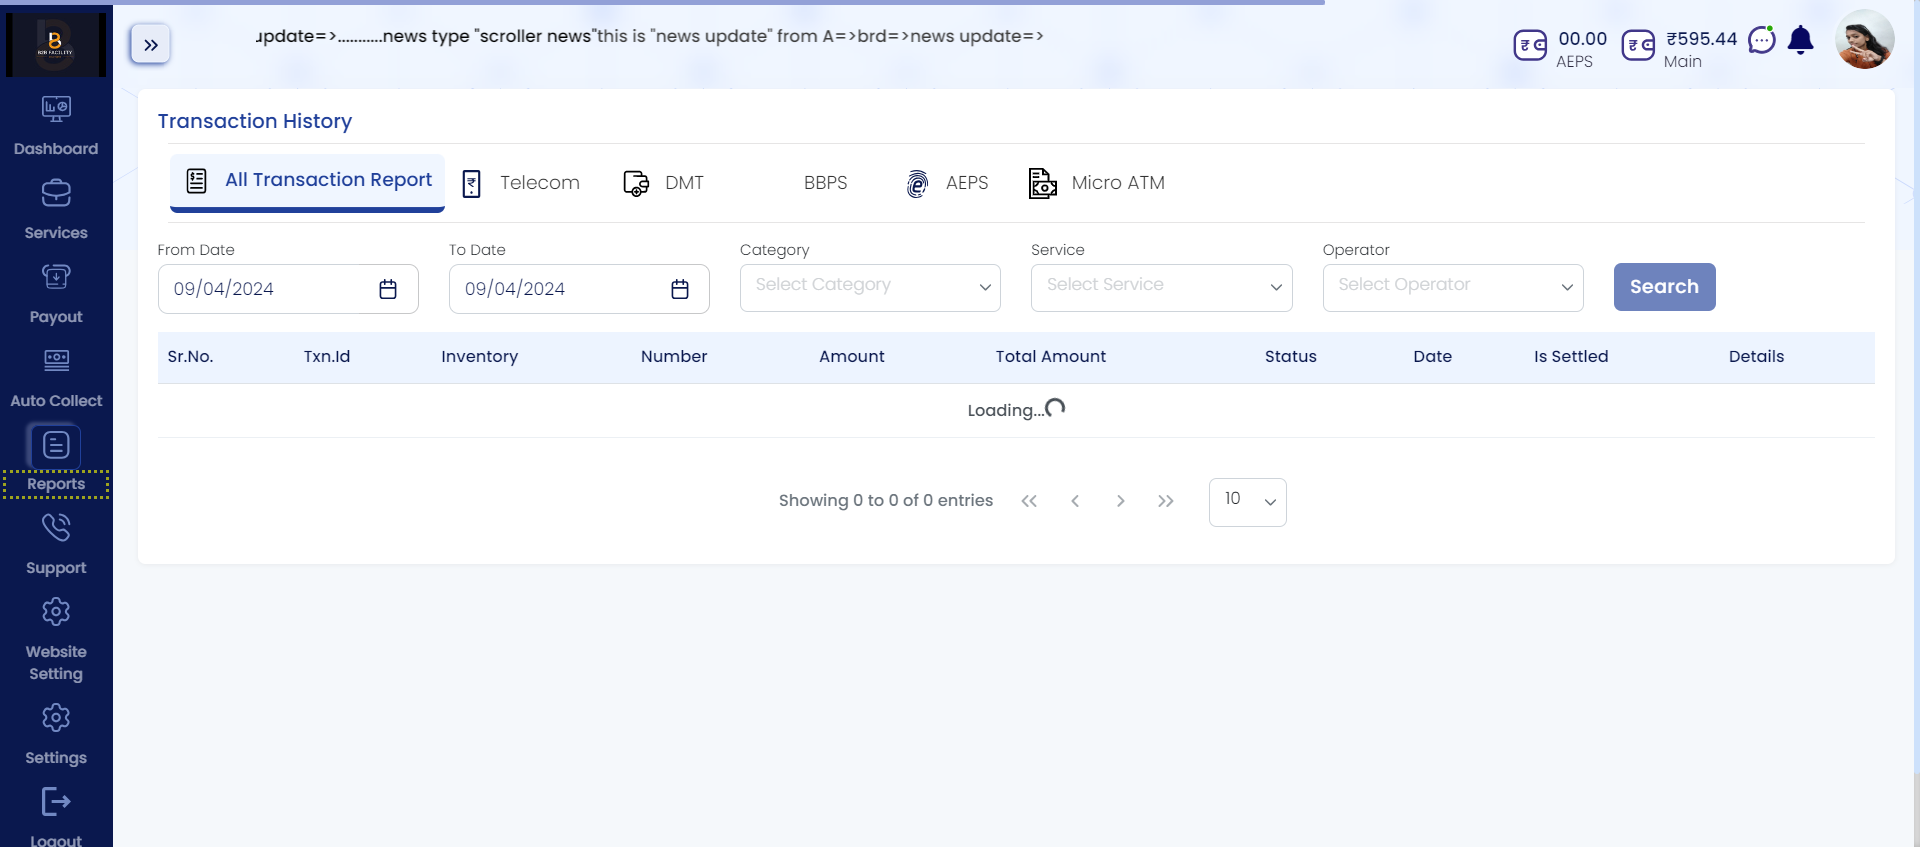 B2B FACILITY
update=>...........news type "scroller news"this is "news update" from A=>brd=>news update=>
00.00
AEPS
₹595.44
Main
Dashboard
Services
Payout
Auto Collect
Reports
Support
Website
Setting
Settings
Logout
Transaction History
All Transaction Report
Telecom
DMT
BBPS
AEPS
Micro ATM
From Date
To Date
Category
Service
Operator
09/04/2024
09/04/2024
Select Category
Select Service
Select Operator
Search
Sr.No. Txn.Id Inventory Number Amount Total Amount Status Date Is Settled Details
Loading...
Showing 0 to 0 of 0 entries
10